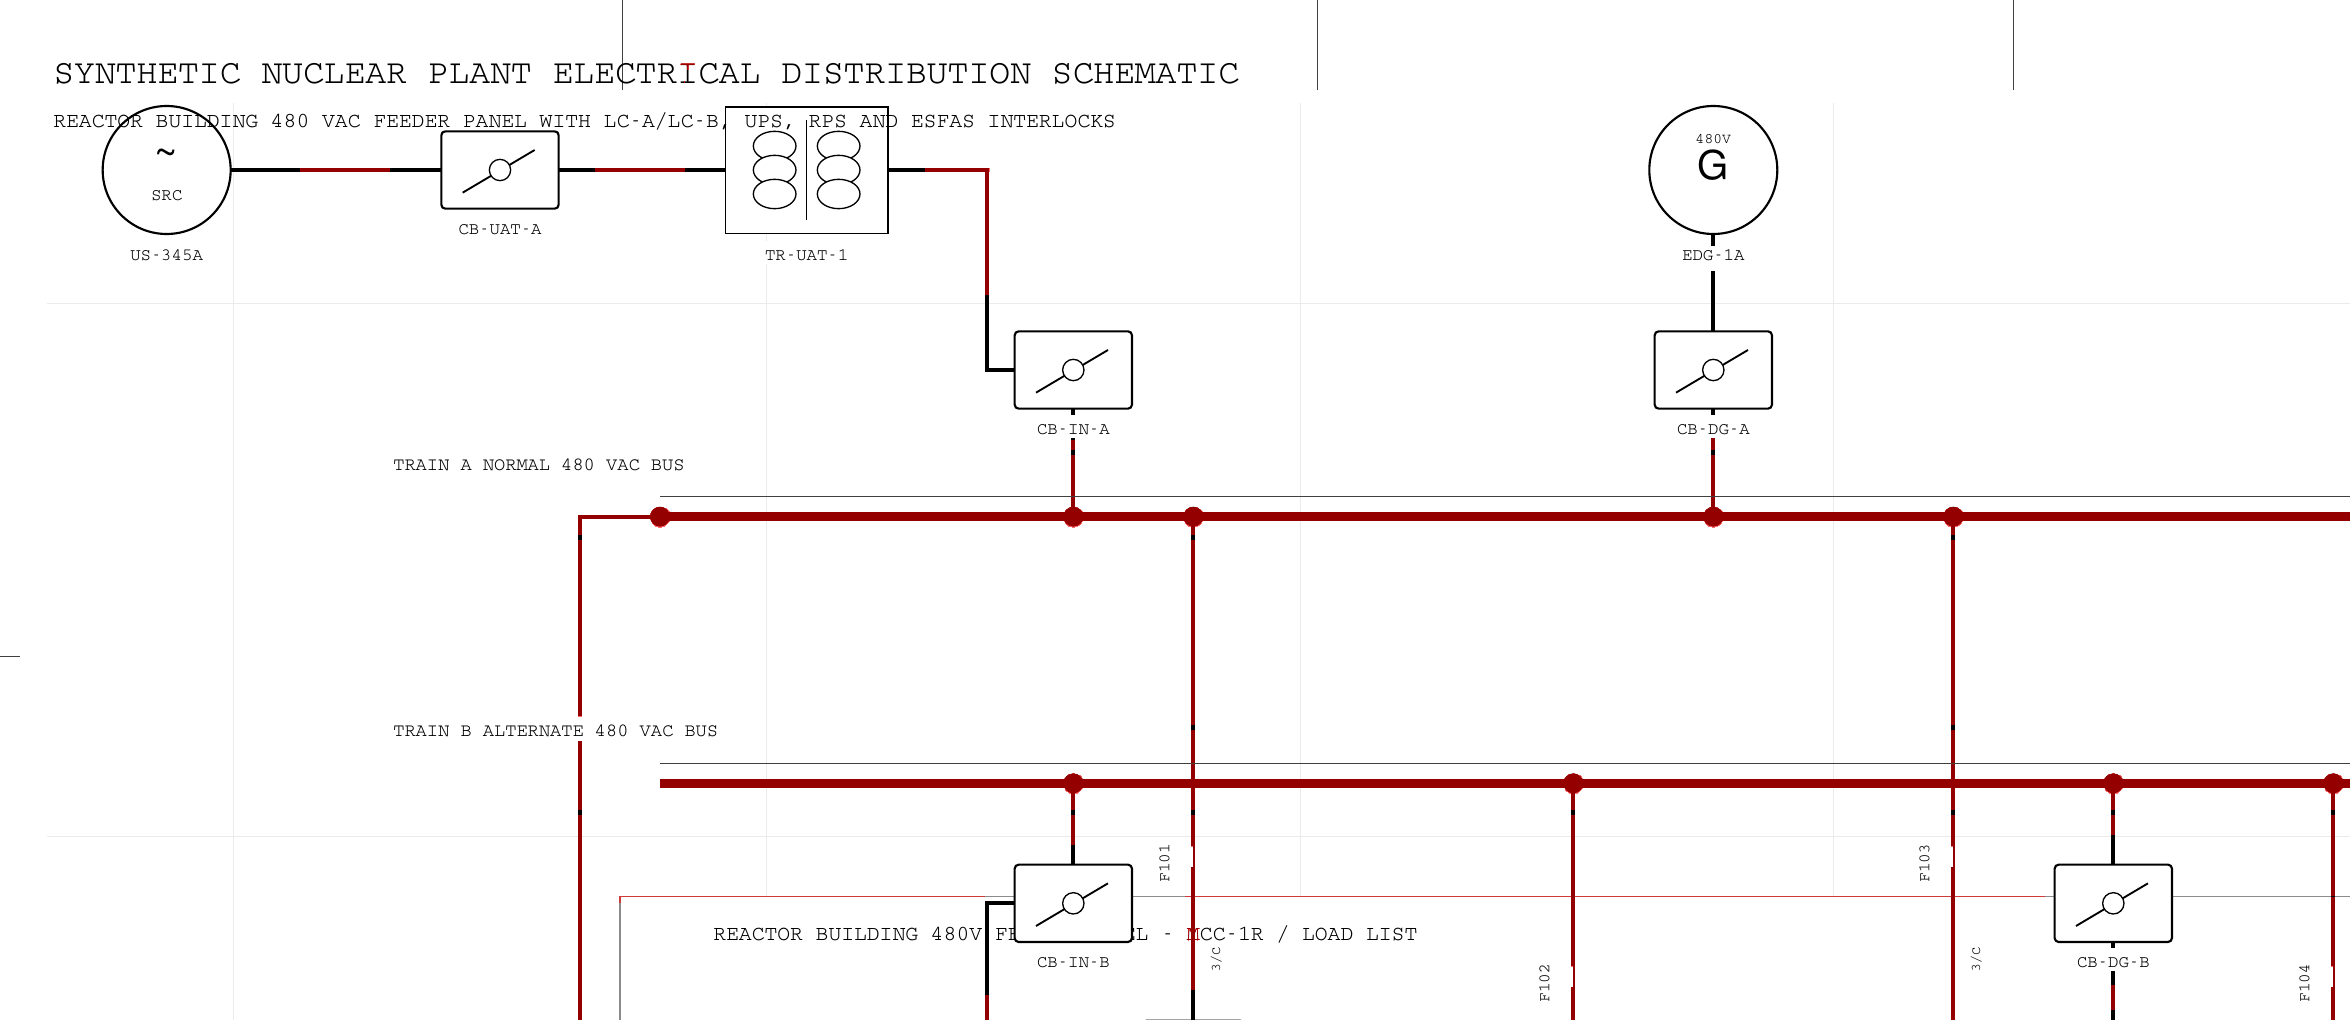 SYNTHETIC NUCLEAR PLANT ELECTRICAL DISTRIBUTION SCHEMATIC
REACTOR BUILDING 480 VAC FEEDER PANEL WITH LC-A/LC-B, UPS, RPS AND ESFAS INTERLOCKS
~
SRC
US-345A
CB-UAT-A
TR-UAT-1
480V
G
EDG-1A
CB-IN-A
CB-DG-A
TRAIN A NORMAL 480 VAC BUS
TRAIN B ALTERNATE 480 VAC BUS
F101
F103
REACTOR BUILDING 480V - MCC-1R / LOAD LIST
CB-IN-B
3/C
F102
3/C
CB-DG-B
F104